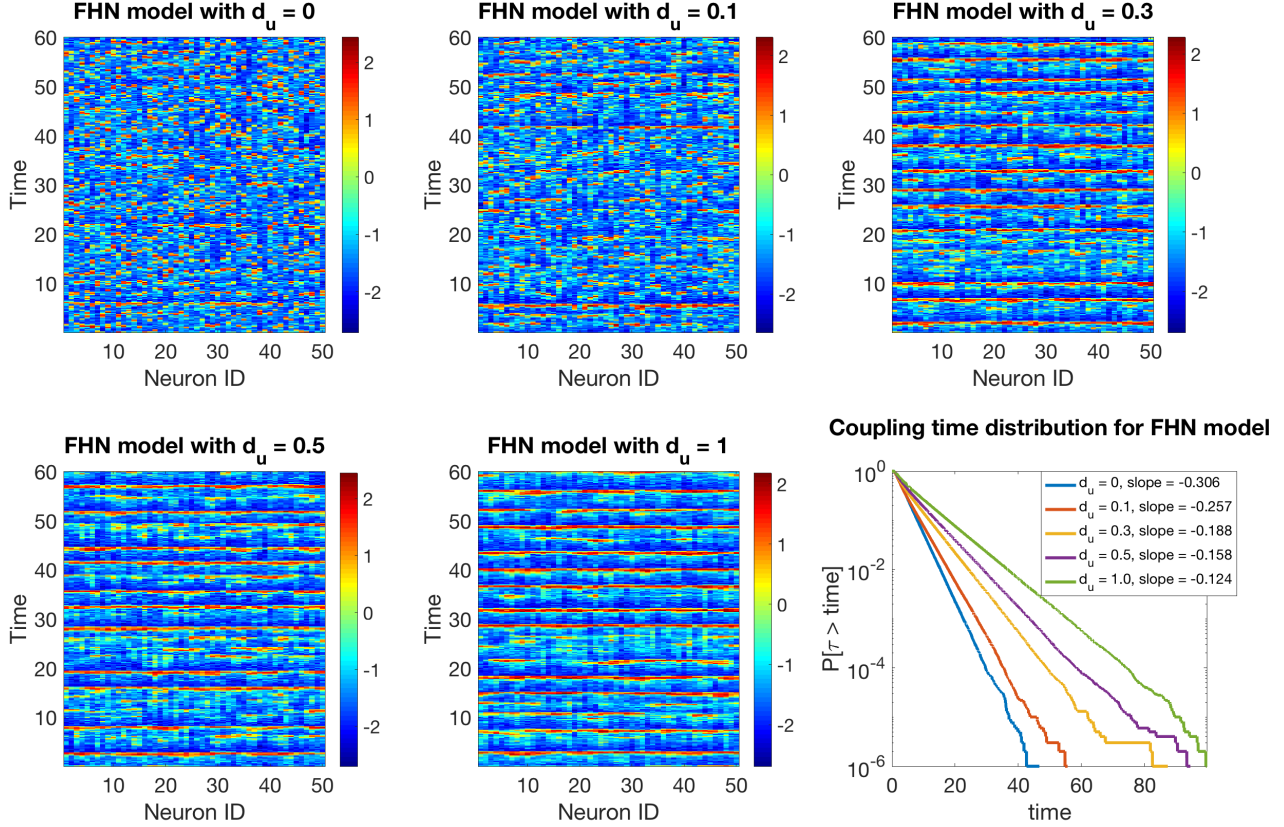 FHN model with d_u = 0
60
50
40
30
20
10
Time
10 20 30 40 50
Neuron ID
2
1
0
-1
-2
FHN model with d_u = 0.1
60
50
40
30
20
10
Time
10 20 30 40 50
Neuron ID
2
1
0
-1
-2
FHN model with d_u = 0.3
60
50
40
30
20
10
Time
10 20 30 40 50
Neuron ID
2
1
0
-1
-2
FHN model with d_u = 0.5
60
50
40
30
20
10
Time
10 20 30 40 50
Neuron ID
2
1
0
-1
-2
FHN model with d_u = 1
60
50
40
30
20
10
Time
10 20 30 40 50
Neuron ID
2
1
0
-1
-2
Coupling time distribution for FHN model
10^0
10^-2
10^-4
10^-6
P[τ > time]
d_u = 0, slope = -0.306
d_u = 0.1, slope = -0.257
d_u = 0.3, slope = -0.188
d_u = 0.5, slope = -0.158
d_u = 1.0, slope = -0.124
0 20 40 60 80
time